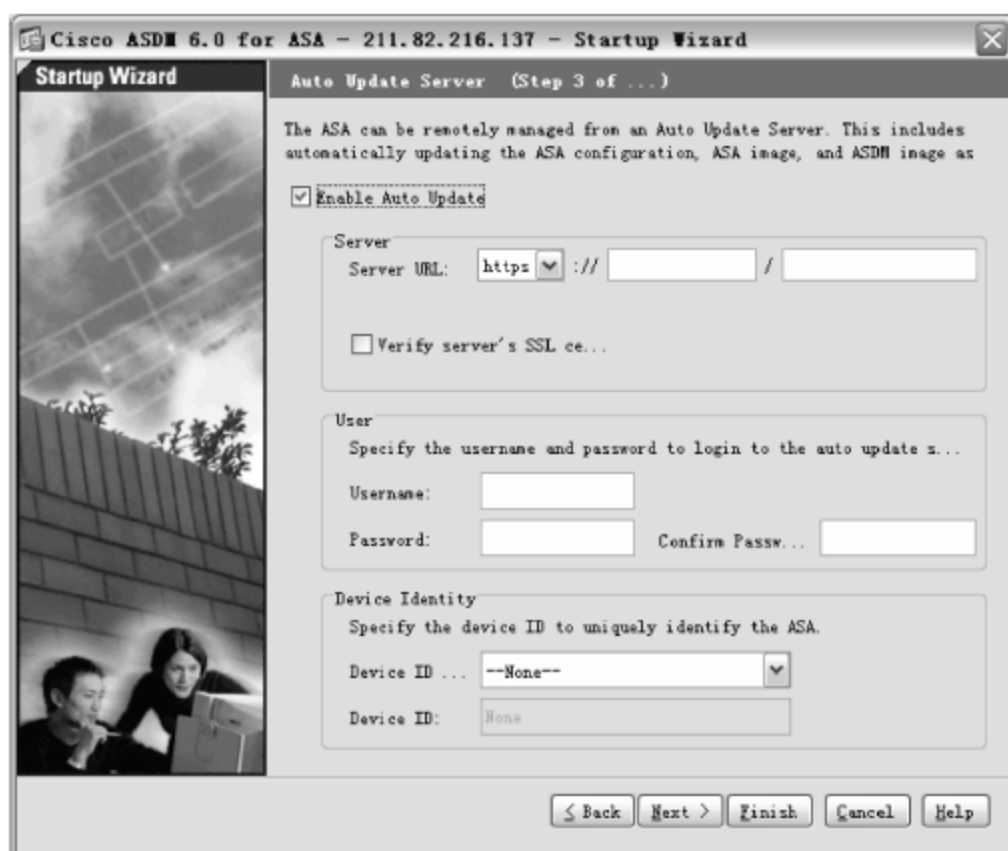 Cisco ASDM 6.0 for ASA - 211.82.216.137 - Startup Wizard
Startup Wizard
Auto Update Server (Step 3 of ...)
The ASA can be remotely managed from an Auto Update Server. This includes
automatically updating the ASA configuration, ASA image, and ASDM image as
Enable Auto Update
Server
Server URL: https :// /
Verify server's SSL ce...
User
Specify the username and password to login to the auto update s...
Username:
Password: Confirm Passw...
Device Identity
Specify the device ID to uniquely identify the ASA.
Device ID ... --None--
Device ID: None
< Back Next > Finish Cancel Help